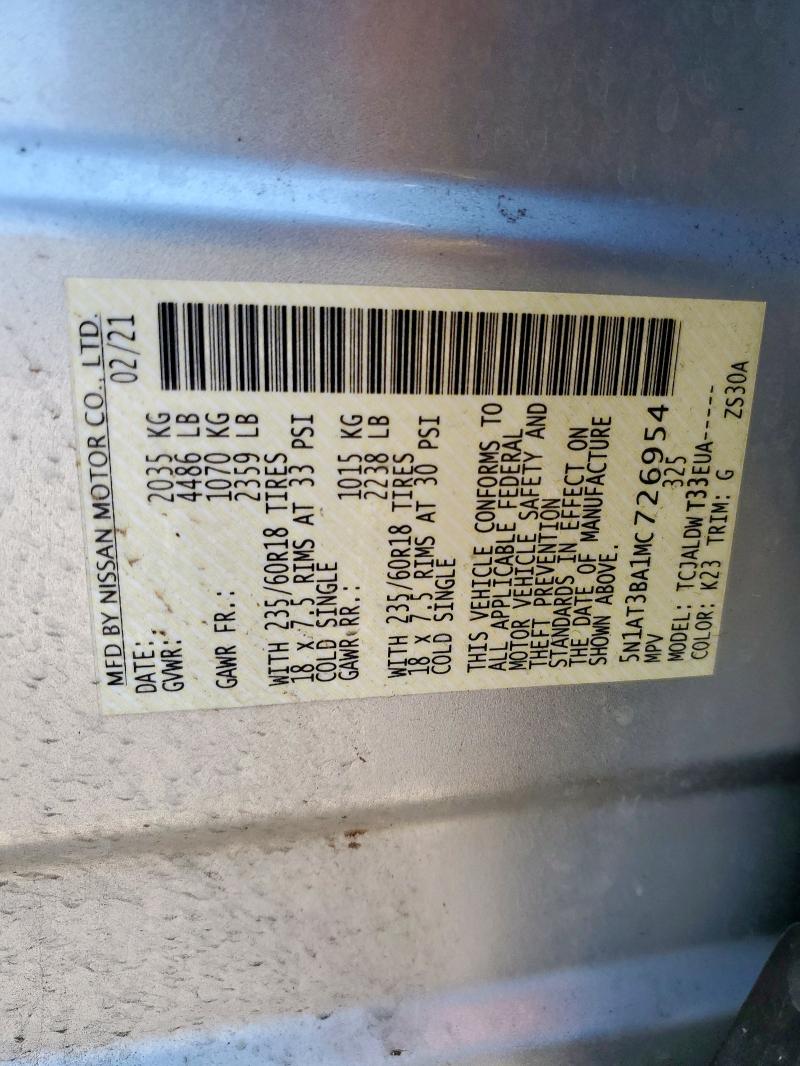 MFD BY NISSAN MOTOR CO., LTD.
DATE: 02/21
GVWR: 2035 KG
4486 LB
GAWR FR.: 1070 KG
2359 LB
WITH 235/60R18 TIRES
18 X 7.5 RIMS AT 33 PSI
COLD SINGLE
GAWR RR.: 1015 KG
2238 LB
WITH 235/60R18 TIRES
18 X 7.5 RIMS AT 30 PSI
COLD SINGLE
THIS VEHICLE CONFORMS TO
ALL APPLICABLE FEDERAL
MOTOR VEHICLE SAFETY AND
THEFT PREVENTION
STANDARDS IN EFFECT ON
THE DATE OF MANUFACTURE
SHOWN ABOVE.
5N1AT3BA1MC726954
MPV 325
MODEL: TCJALDWT33EUA-----
COLOR: K23 TRIM: G ZS30A